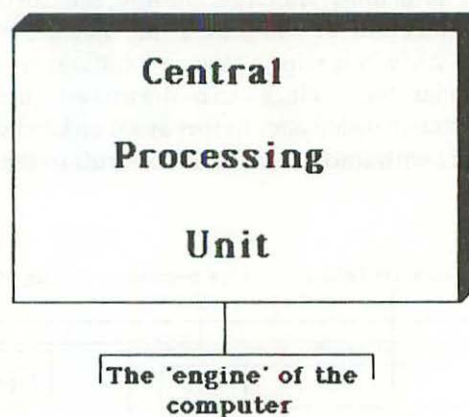 Central
Processing
Unit
The 'engine' of the
computer